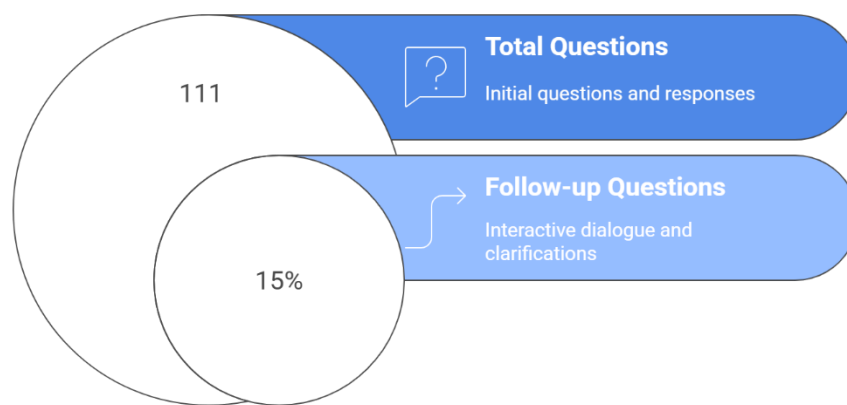 111
Total Questions
Initial questions and responses
15%
Follow-up Questions
Interactive dialogue and
clarifications